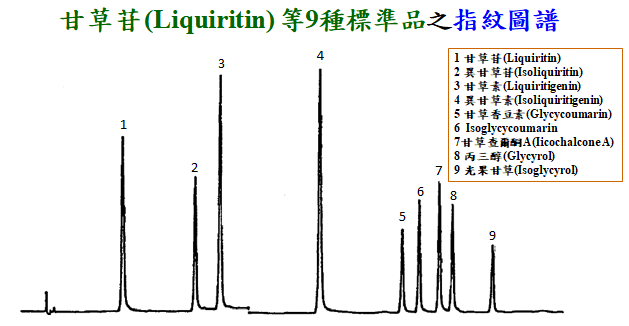 甘草苷(Liquiritin) 等9種標準品之指紋圖譜
1 甘草苷(Liquiritin)
2 異甘草苷(Isoliquiritin)
3 甘草素(Liquiritigenin)
4 異甘草素(Isoliquiritigenin)
5 甘草香豆素(Glycycoumarin)
6 Isoglycycoumarin
7 甘草查爾酮A(licochalcone A)
8 丙三醇(Glycyrol)
9 光果甘草(Isoglycyrol)
1
2
3
4
5
6
7
8
9